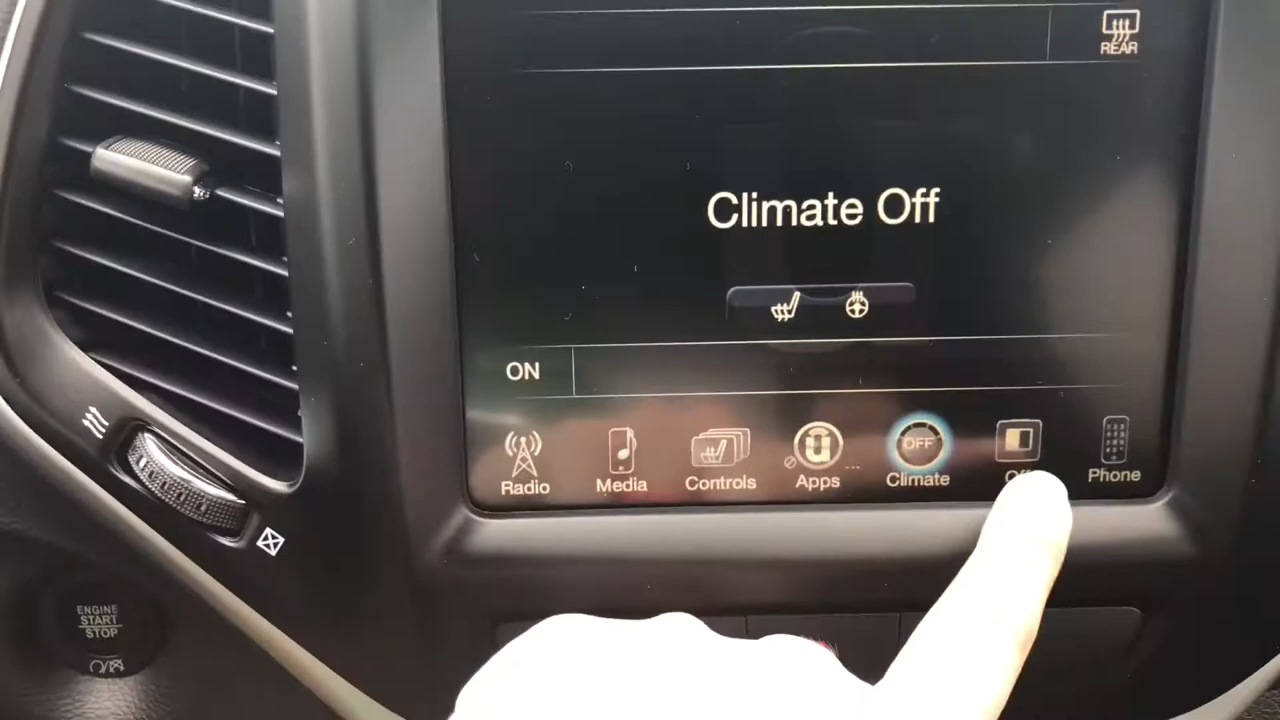 REAR
Climate Off
ON
OFF
Radio
Media
Controls
Apps
Climate
Phone
ENGINE
START
STOP